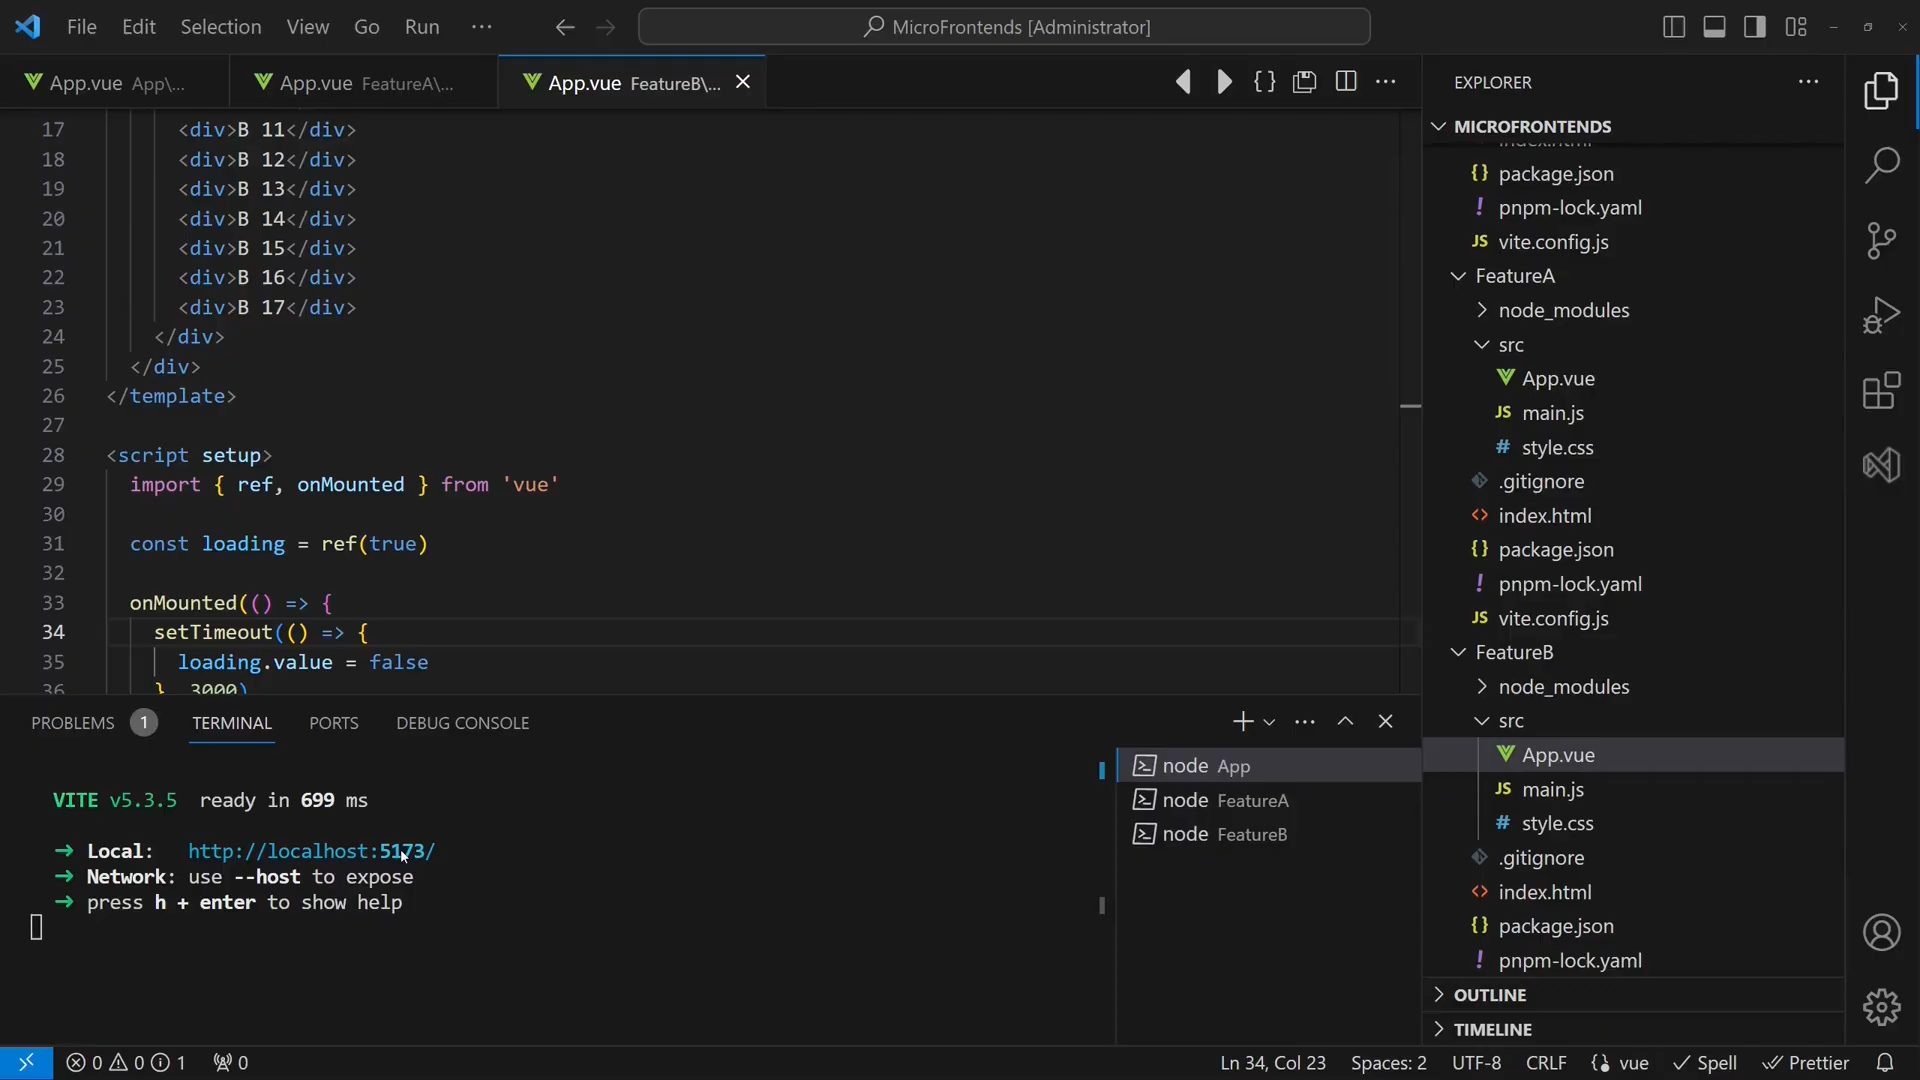 File Edit Selection View Go Run ···
MicroFrontends [Administrator]
App.vue App\...
App.vue FeatureA\...
App.vue FeatureB\...
17 <div>B 11</div>
18 <div>B 12</div>
19 <div>B 13</div>
20 <div>B 14</div>
21 <div>B 15</div>
22 <div>B 16</div>
23 <div>B 17</div>
24 </div>
25 </div>
26 </template>
27
28 <script setup>
29 import { ref, onMounted } from 'vue'
30
31 const loading = ref(true)
32
33 onMounted(() => {
34 setTimeout(() => {
35 loading.value = false
36 }, 3000)
PROBLEMS 1 TERMINAL PORTS DEBUG CONSOLE
VITE v5.3.5 ready in 699 ms
➜ Local: http://localhost:5173/
➜ Network: use --host to expose
➜ press h + enter to show help
node App
node FeatureA
node FeatureB
EXPLORER
MICROFRONTENDS
index.html
{} package.json
! pnpm-lock.yaml
JS vite.config.js
FeatureA
node_modules
src
App.vue
JS main.js
# style.css
.gitignore
<> index.html
{} package.json
! pnpm-lock.yaml
JS vite.config.js
FeatureB
node_modules
src
App.vue
JS main.js
# style.css
.gitignore
<> index.html
{} package.json
! pnpm-lock.yaml
OUTLINE
TIMELINE
0 0 1 0
Ln 34, Col 23 Spaces: 2 UTF-8 CRLF vue Spell Prettier